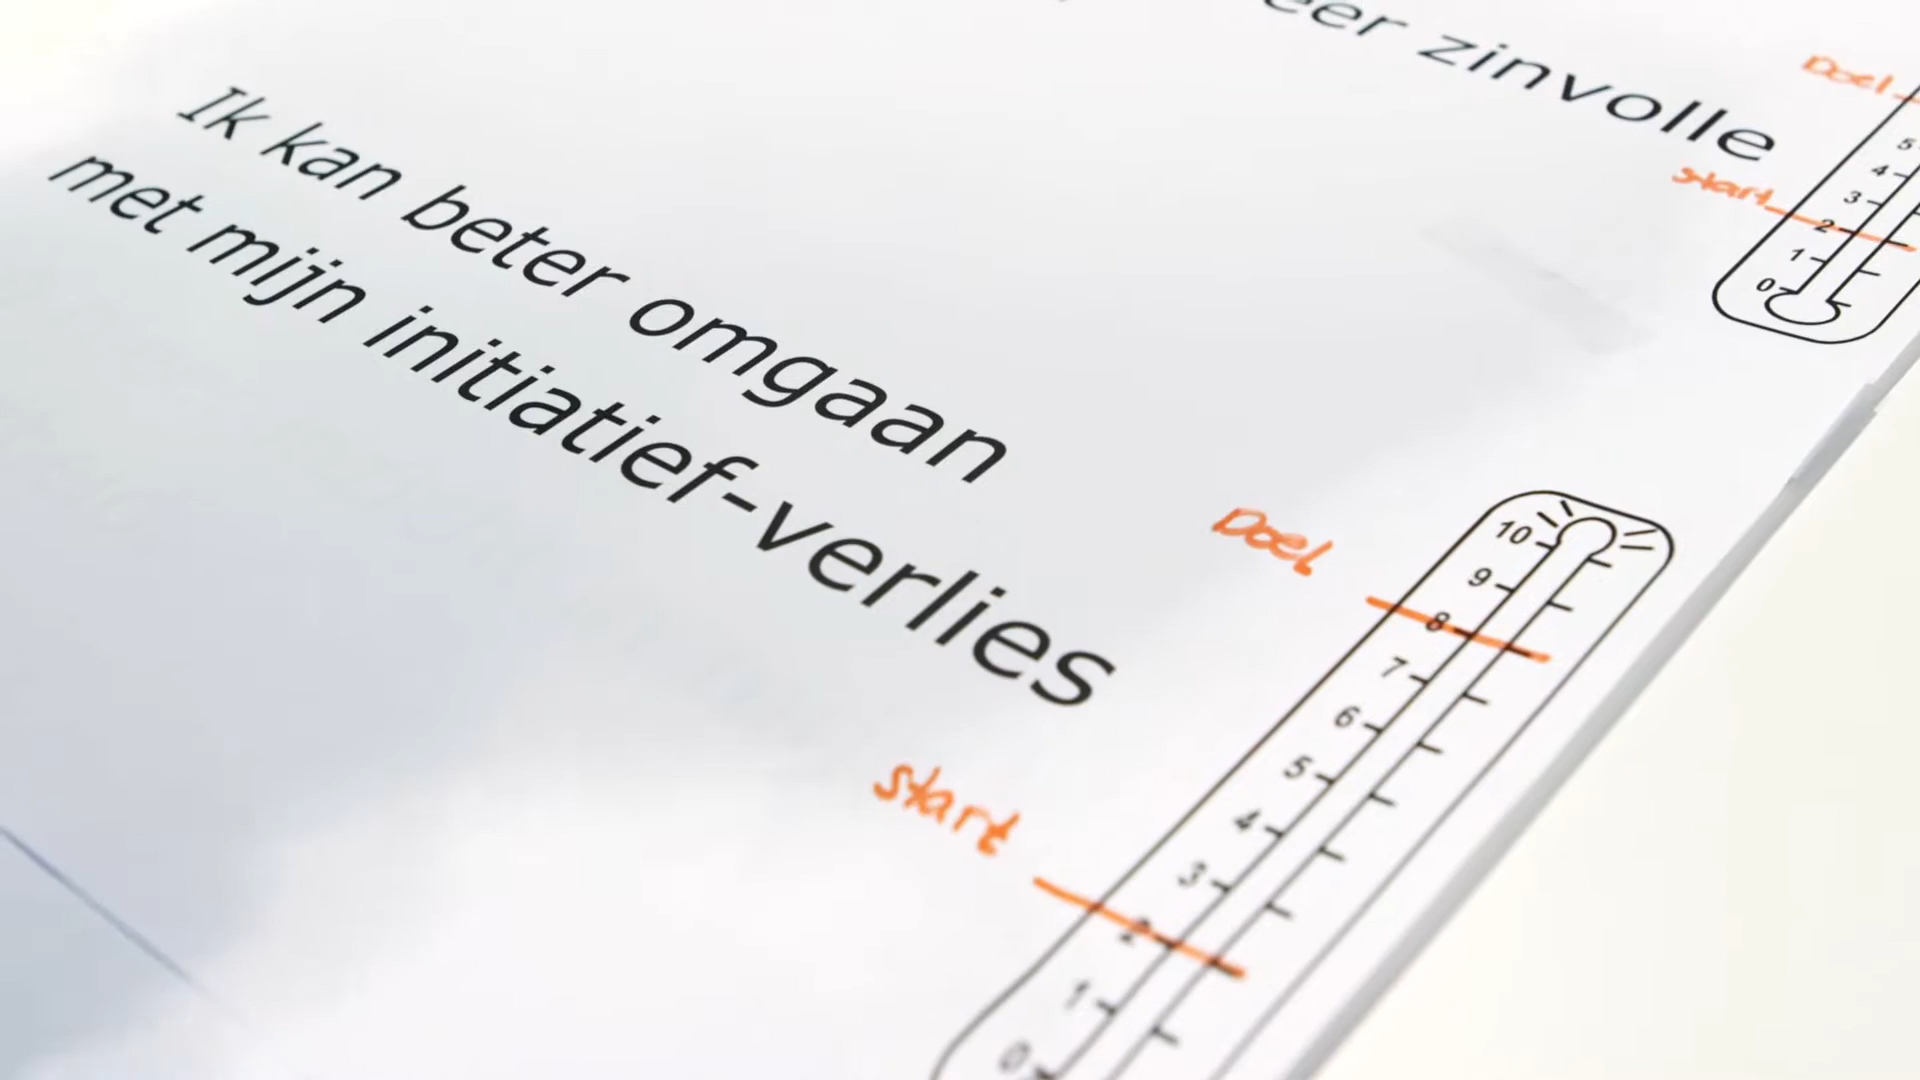 zinvolle
Doel
5
4
start
3
2
1
0
Ik kan beter omgaan
met mijn initiatief-verlies
Doel
10
9
8
7
6
5
4
start
3
2
1
0